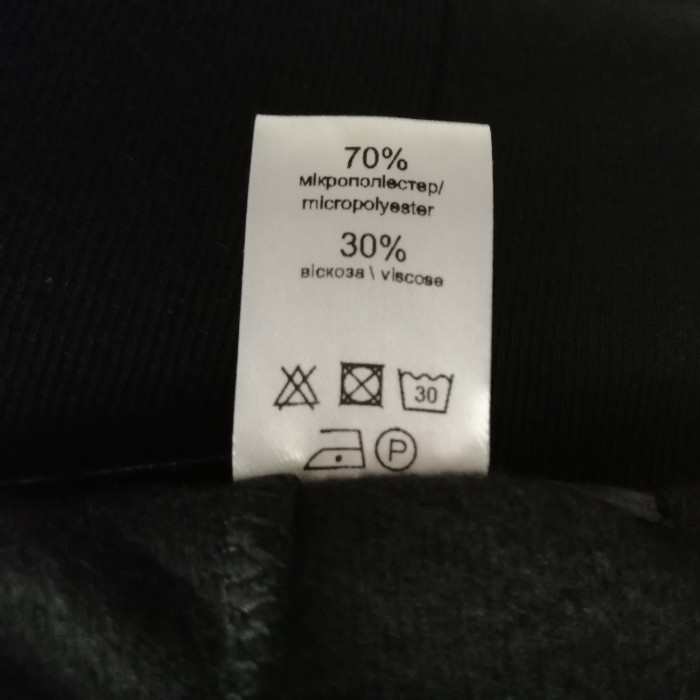 70%
мікрополіестер/
micropolyester
30%
віскоза \ viscose
30
P